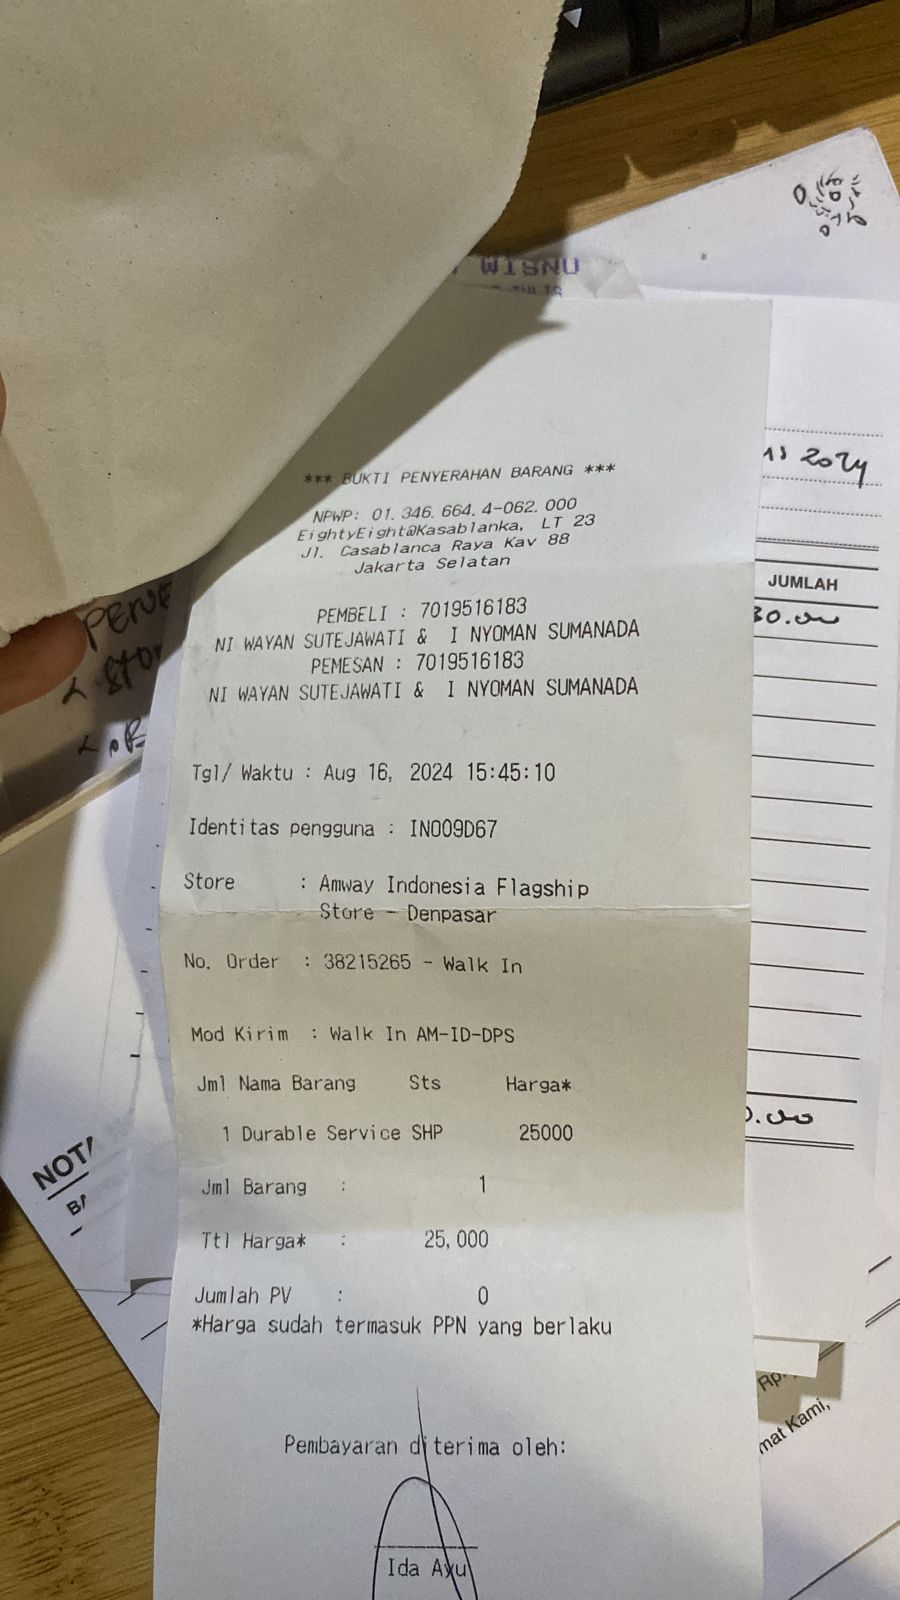 WISNU
*** BUKTI PENYERAHAN BARANG ***
NPWP: 01. 346. 664. 4-062. 000
EightyEight@Kasablanka, LT 23
Jl. Casablanca Raya Kav 88
Jakarta Selatan
PEMBELI : 7019516183
NI WAYAN SUTEJAWATI & I NYOMAN SUMANADA
PEMESAN : 7019516183
NI WAYAN SUTEJAWATI & I NYOMAN SUMANADA
Tgl/ Waktu : Aug 16, 2024 15:45:10
Identitas pengguna : IN009D67
Store : Amway Indonesia Flagship
Store - Denpasar
No. Order : 38215265 - Walk In
Mod Kirim : Walk In AM-ID-DPS
Jml Nama Barang Sts Harga*
1 Durable Service SHP 25000
Jml Barang : 1
Ttl Harga* : 25,000
Jumlah PV : 0
*Harga sudah termasuk PPN yang berlaku
Pembayaran diterima oleh:
Ida Ayu
2024
JUMLAH
NOTA
Rp.
mat Kami,